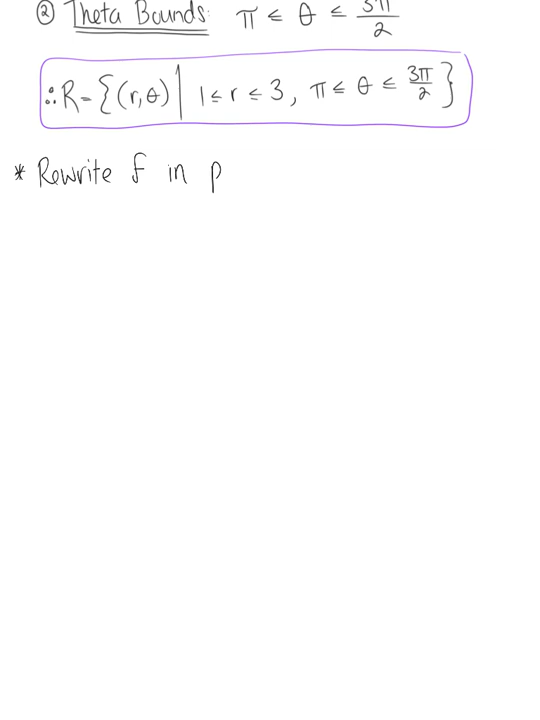 ② Theta Bounds: π ≤ θ ≤ 3π/2
∴ R = {(r,θ) | 1 ≤ r ≤ 3, π ≤ θ ≤ 3π/2}
* Rewrite f in p